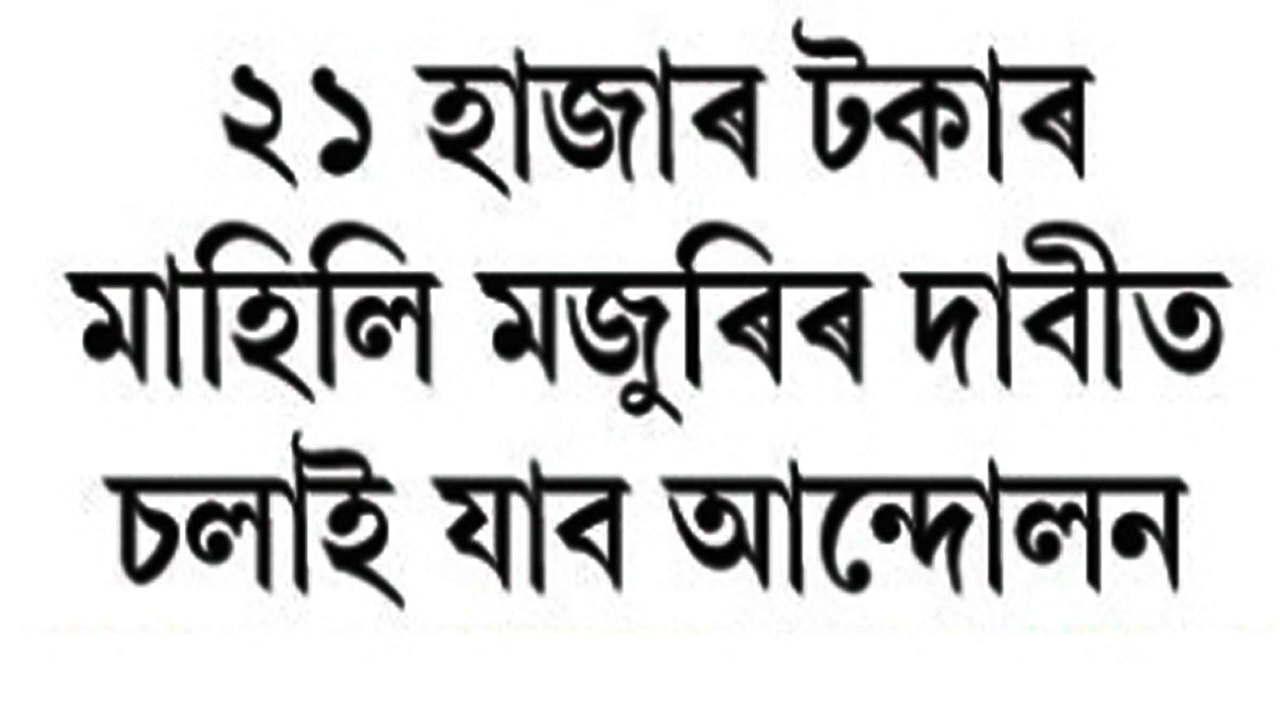 ২১ হাজাৰ টকাৰ
মাহিলি মজুৰিৰ দাবীত
চলাই যাব আন্দোলন